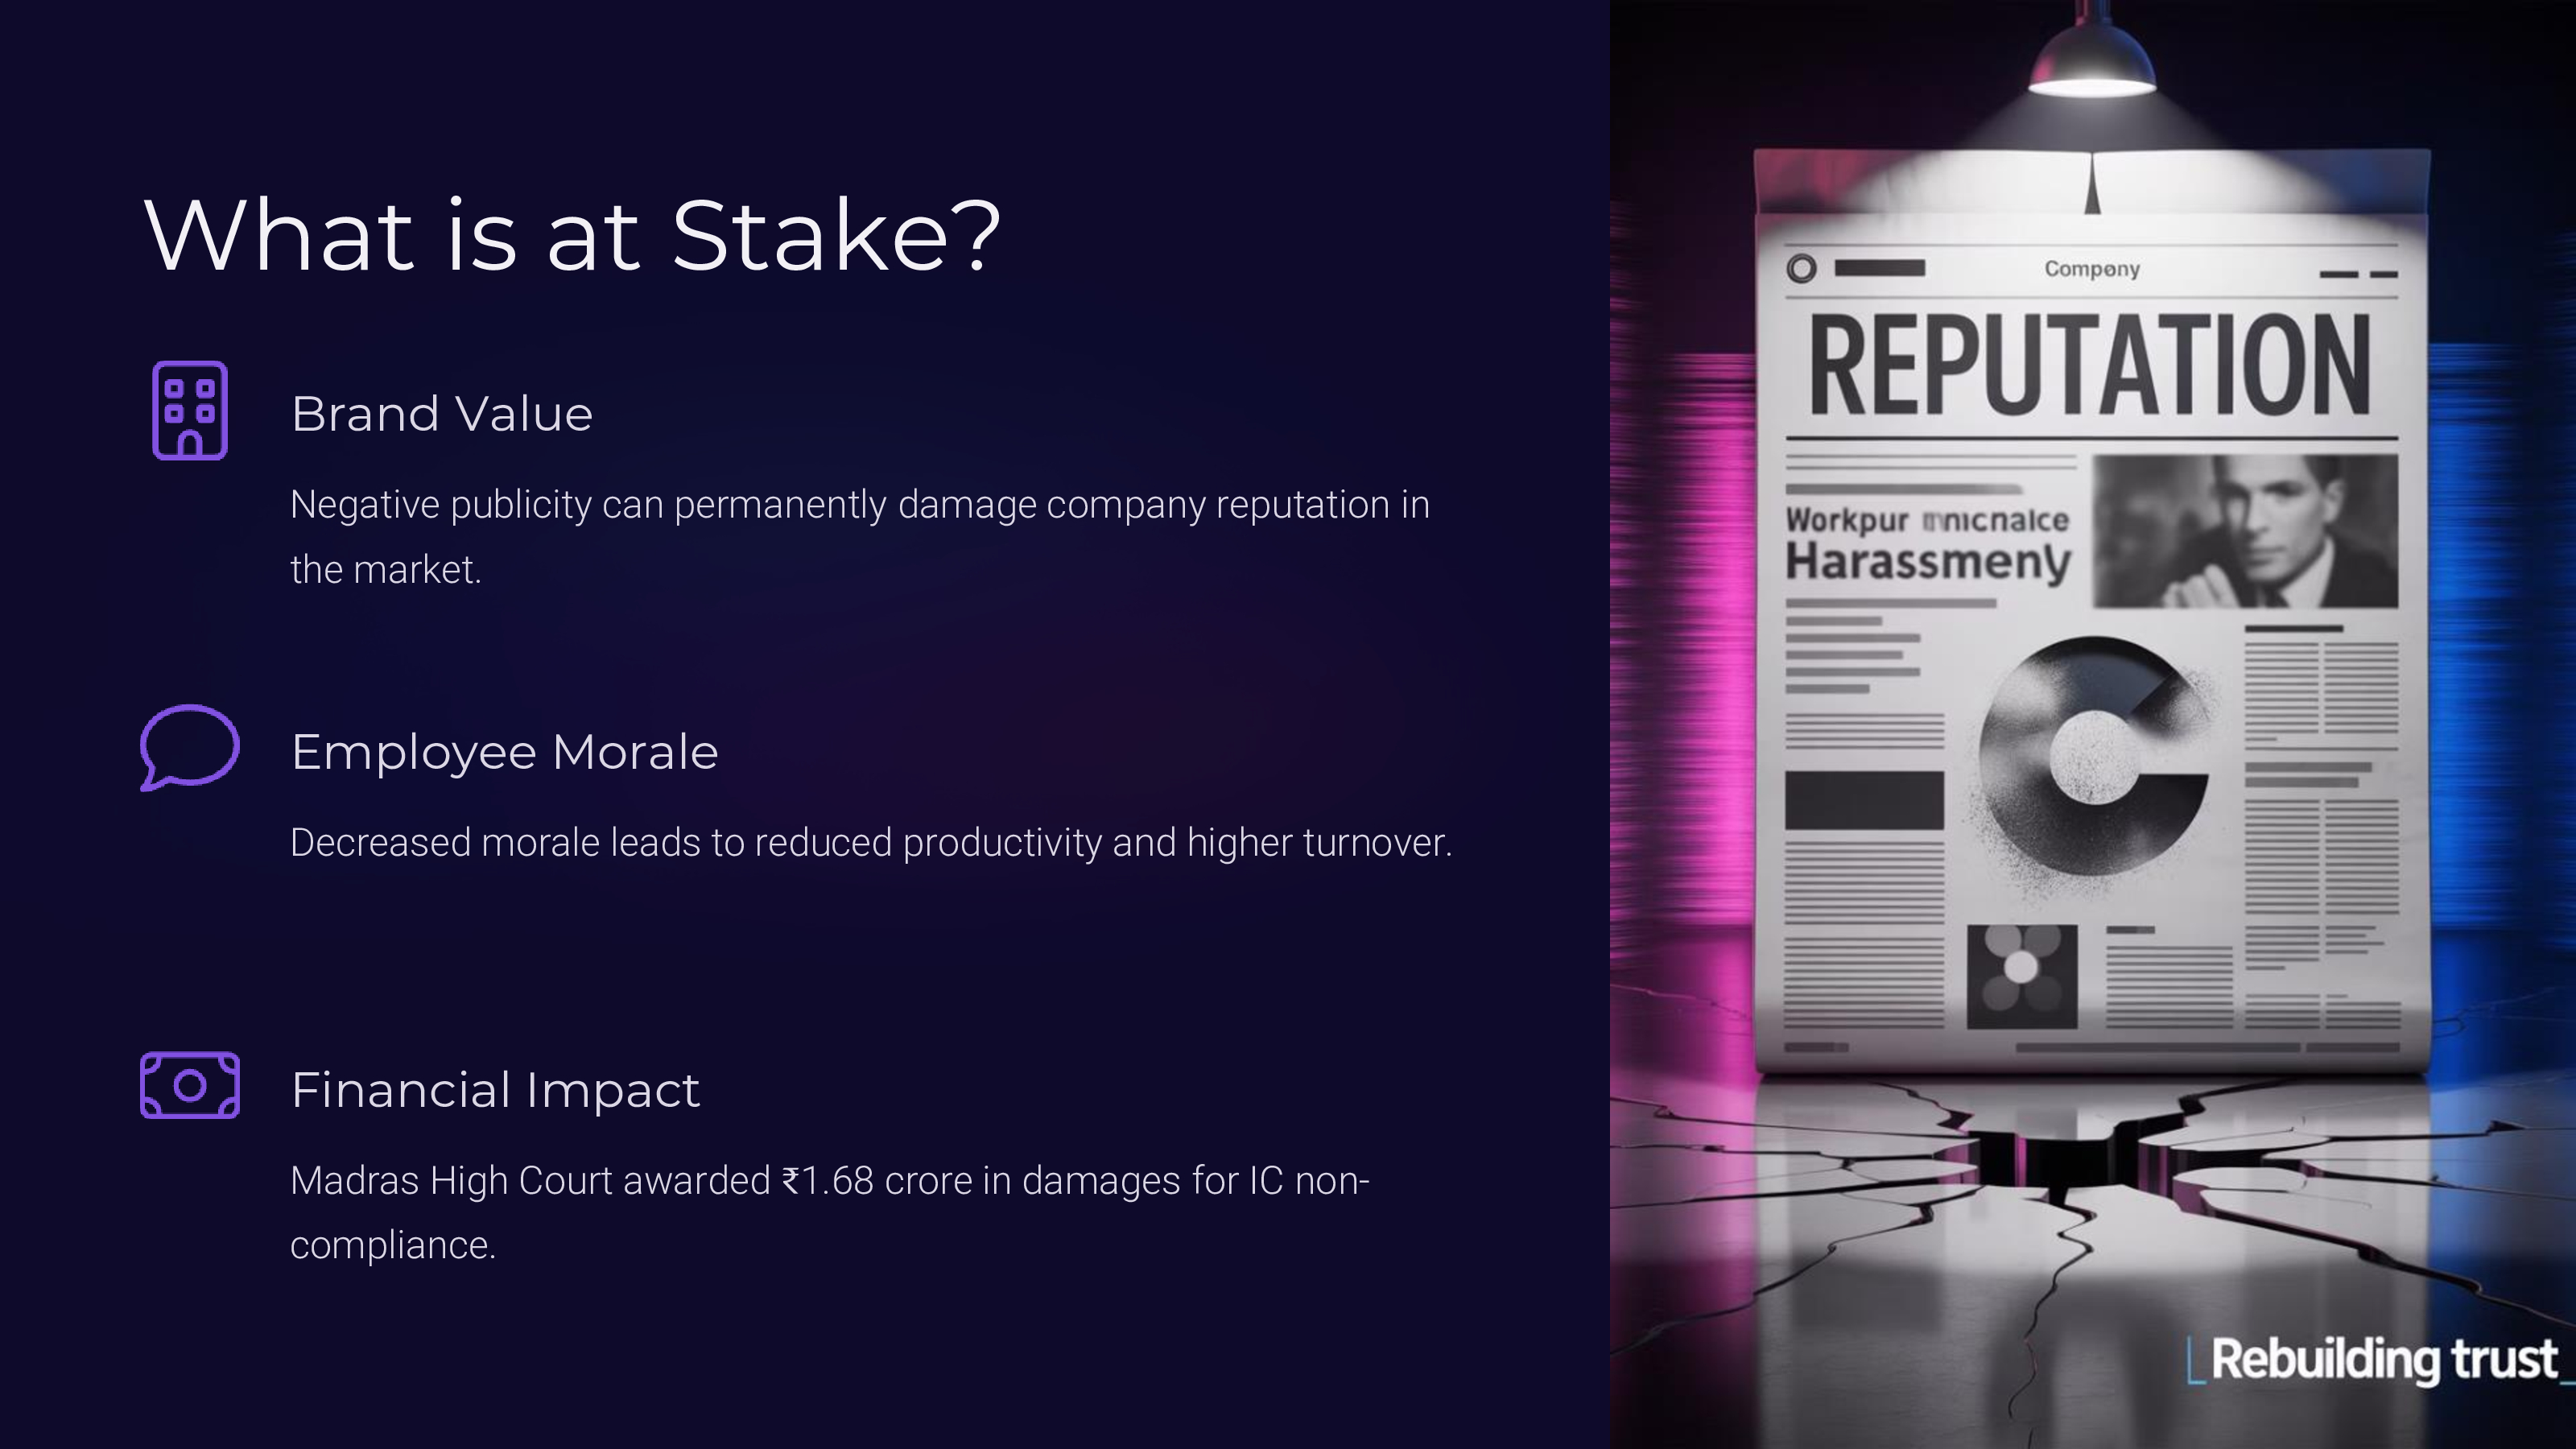 What is at Stake?
Brand Value
Negative publicity can permanently damage company reputation in
the market.
Employee Morale
Decreased morale leads to reduced productivity and higher turnover.
Financial Impact
Madras High Court awarded ₹1.68 crore in damages for IC non-
compliance.
Compøny
REPUTATION
Workpur
Harassmeny
Rebuilding trust